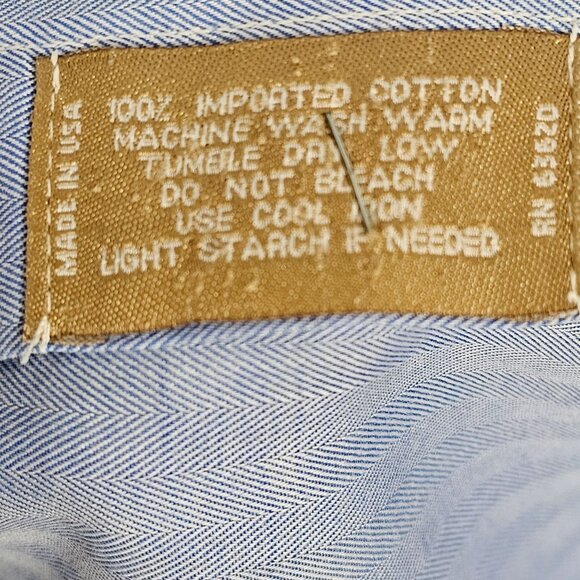 MADE IN USA
100% IMPORTED COTTON
MACHINE WASH WARM
TUMBLE DRY LOW
DO NOT BLEACH
USE COOL IRON
LIGHT STARCH IF NEEDED
RN